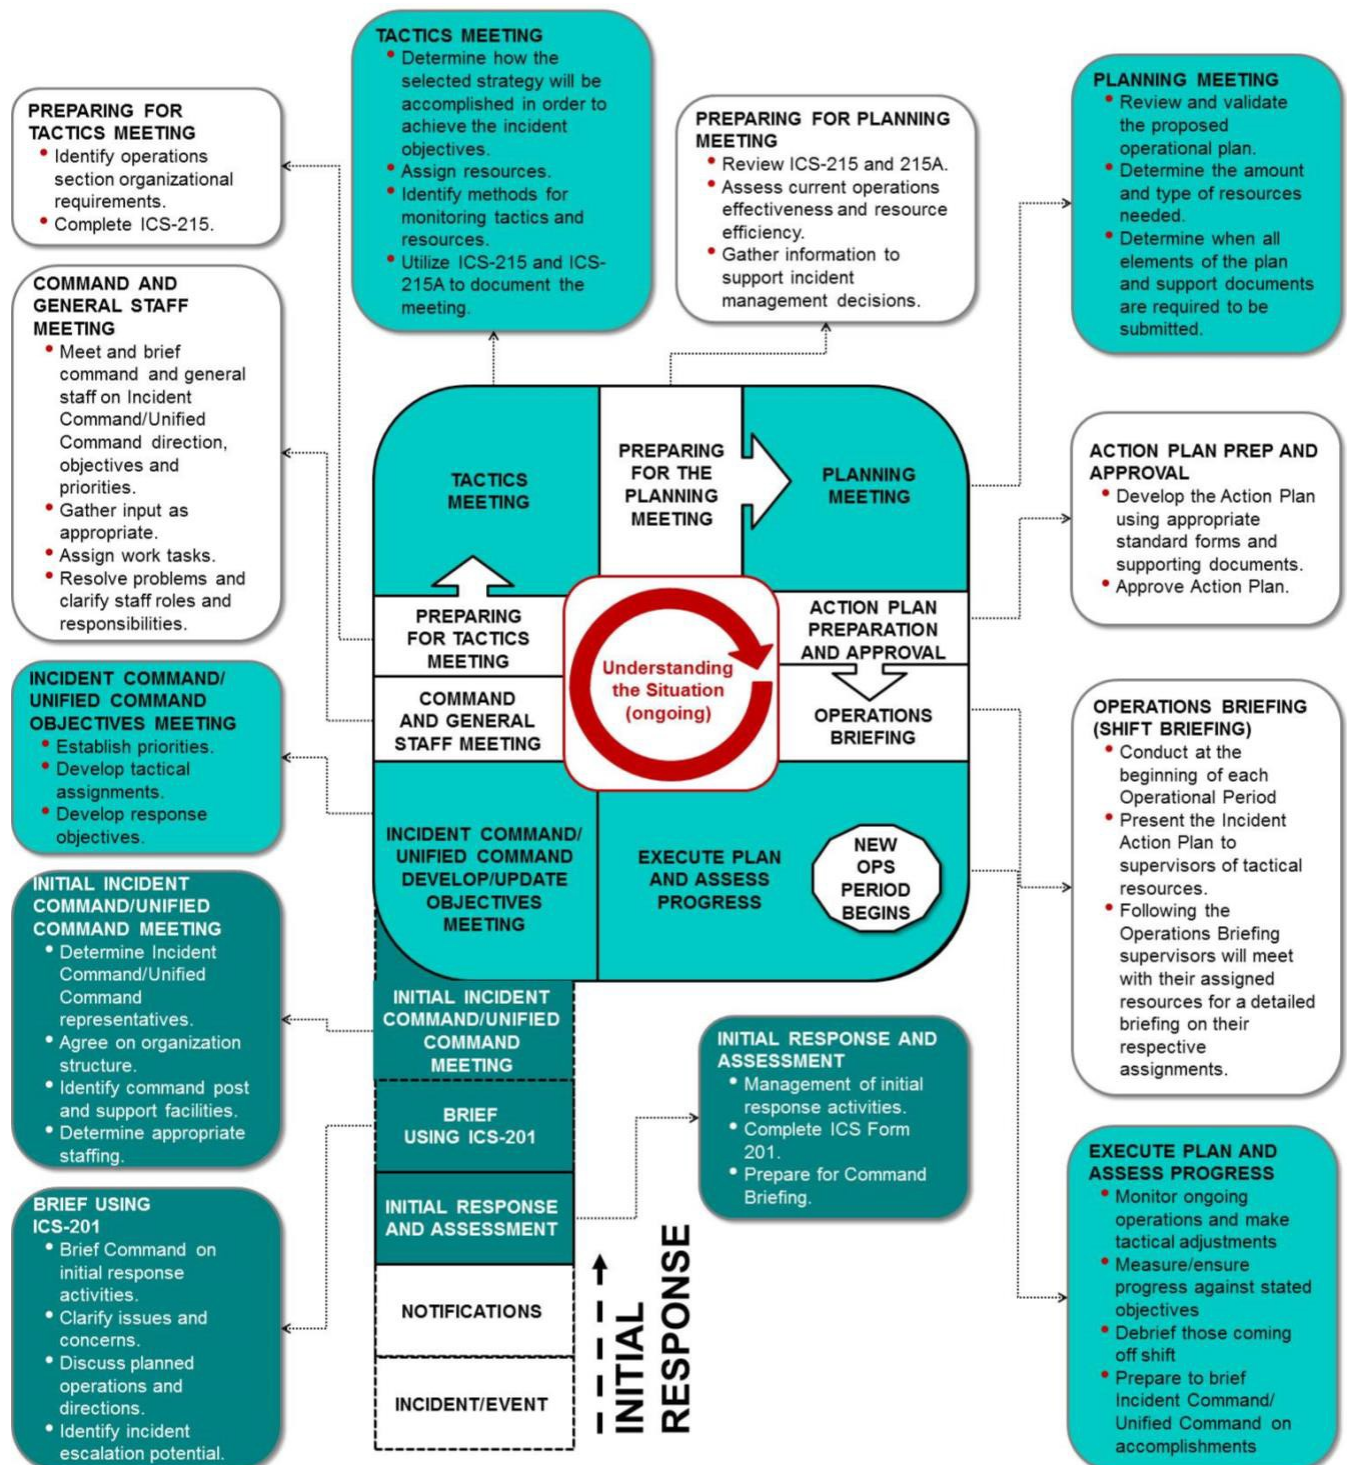 TACTICS MEETING
• Determine how the
selected strategy will be
accomplished in order to
achieve the incident
objectives.
• Assign resources.
• Identify methods for
monitoring tactics and
resources.
• Utilize ICS-215 and ICS-
215A to document the
meeting.
PREPARING FOR
TACTICS MEETING
• Identify operations
section organizational
requirements.
• Complete ICS-215.
PREPARING FOR PLANNING
MEETING
• Review ICS-215 and 215A.
• Assess current operations
effectiveness and resource
efficiency.
• Gather information to
support incident
management decisions.
PLANNING MEETING
• Review and validate
the proposed
operational plan.
• Determine the amount
and type of resources
needed.
• Determine when all
elements of the plan
and support documents
are required to be
submitted.
COMMAND AND
GENERAL STAFF
MEETING
• Meet and brief
command and general
staff on Incident
Command/Unified
Command direction,
objectives and
priorities.
• Gather input as
appropriate.
• Assign work tasks.
• Resolve problems and
clarify staff roles and
responsibilities.
TACTICS
MEETING
PREPARING
FOR THE
PLANNING
MEETING
PLANNING
MEETING
ACTION PLAN PREP AND
APPROVAL
• Develop the Action Plan
using appropriate
standard forms and
supporting documents.
• Approve Action Plan.
PREPARING
FOR TACTICS
MEETING
COMMAND
AND GENERAL
STAFF MEETING
Understanding
the Situation
(ongoing)
ACTION PLAN
PREPARATION
AND APPROVAL
OPERATIONS
BRIEFING
INCIDENT COMMAND/
UNIFIED COMMAND
OBJECTIVES MEETING
• Establish priorities.
• Develop tactical
assignments.
• Develop response
objectives.
INCIDENT COMMAND/
UNIFIED COMMAND
DEVELOP/UPDATE
OBJECTIVES
MEETING
EXECUTE PLAN
AND ASSESS
PROGRESS
NEW
OPS
PERIOD
BEGINS
OPERATIONS BRIEFING
(SHIFT BRIEFING)
• Conduct at the
beginning of each
Operational Period
• Present the Incident
Action Plan to
supervisors of tactical
resources.
• Following the
Operations Briefing
supervisors will meet
with their assigned
resources for a detailed
briefing on their
respective
assignments.
INITIAL INCIDENT
COMMAND/UNIFIED
COMMAND MEETING
• Determine Incident
Command/Unified
Command
representatives.
• Agree on organization
structure.
• Identify command post
and support facilities.
• Determine appropriate
staffing.
INITIAL INCIDENT
COMMAND/UNIFIED
COMMAND
MEETING
BRIEF
USING ICS-201
INITIAL RESPONSE
AND ASSESSMENT
NOTIFICATIONS
INCIDENT/EVENT
INITIAL
RESPONSE
INITIAL RESPONSE AND
ASSESSMENT
• Management of initial
response activities.
• Complete ICS Form
201.
• Prepare for Command
Briefing.
BRIEF USING
ICS-201
• Brief Command on
initial response
activities.
• Clarify issues and
concerns.
• Discuss planned
operations and
directions.
• Identify incident
escalation potential.
EXECUTE PLAN AND
ASSESS PROGRESS
• Monitor ongoing
operations and make
tactical adjustments
• Measure/ensure
progress against stated
objectives
• Debrief those coming
off shift
• Prepare to brief
Incident Command/
Unified Command on
accomplishments